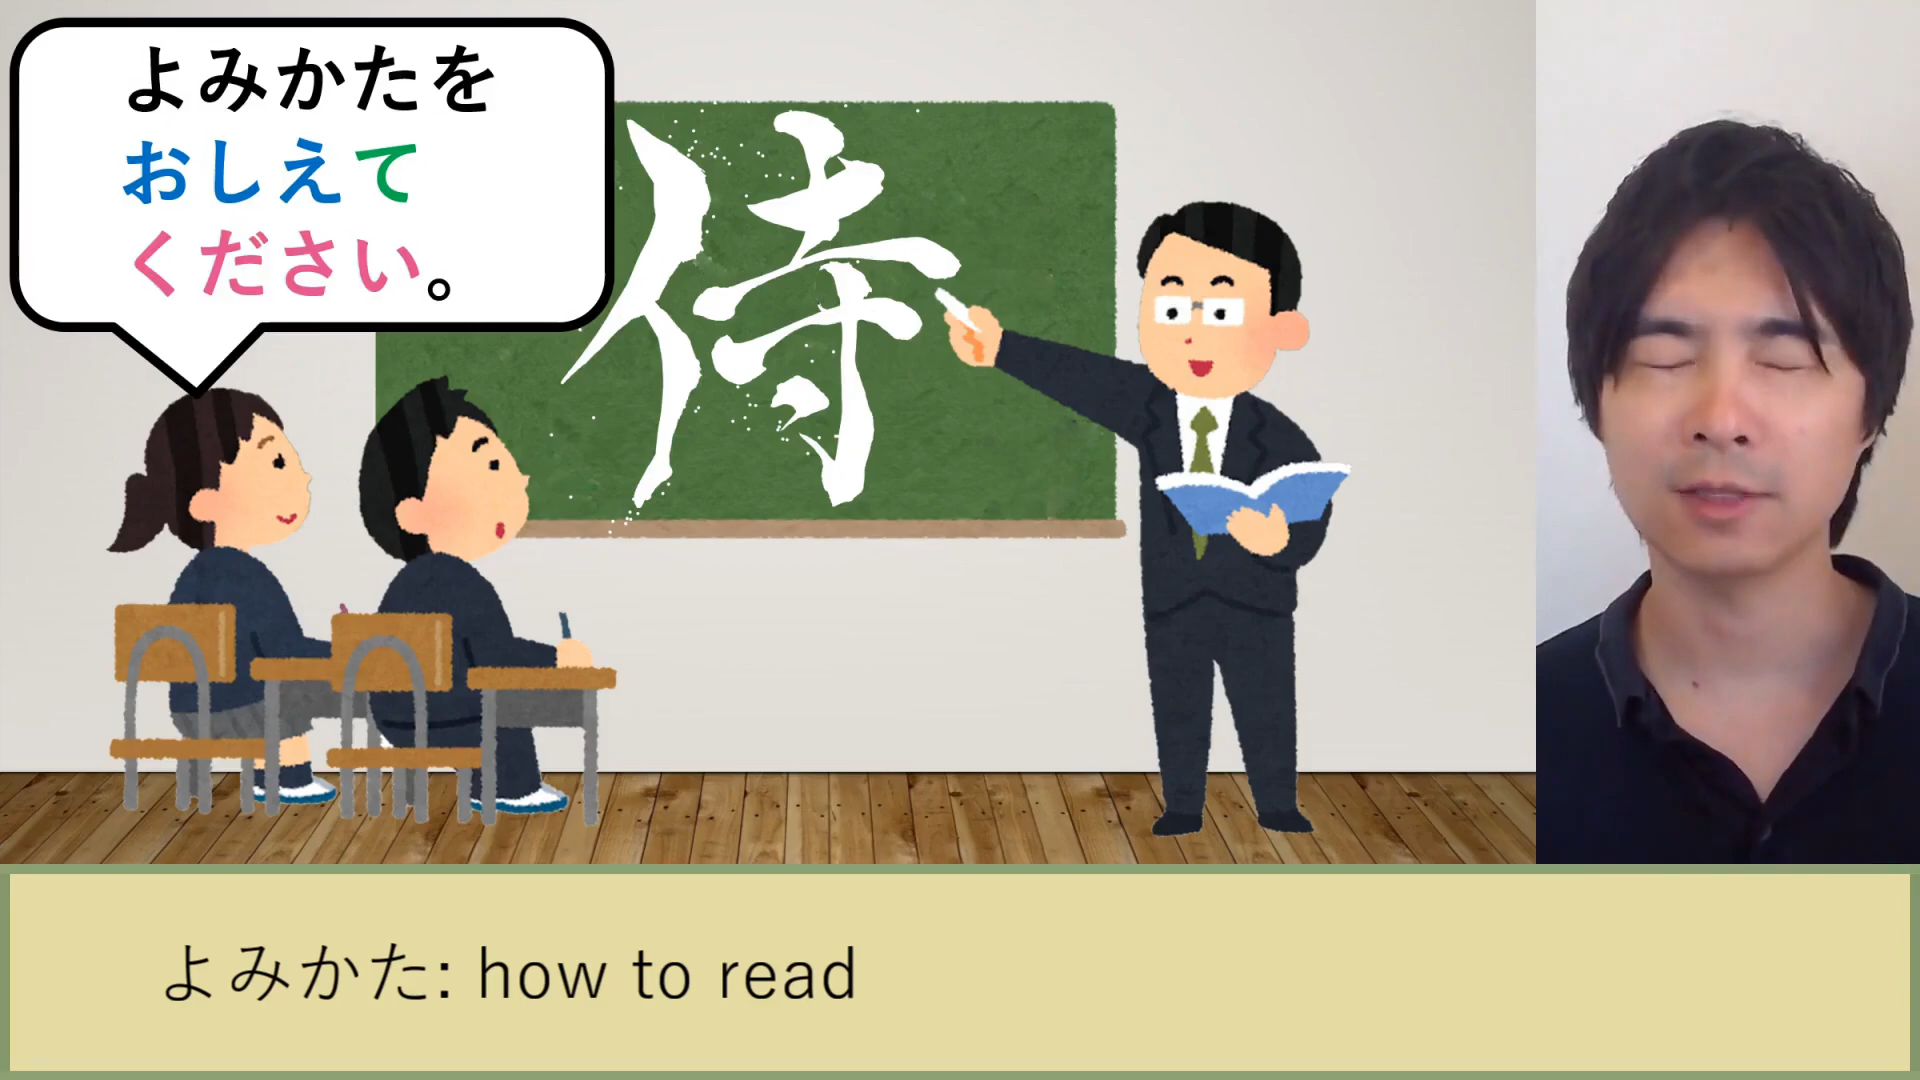 よみかたを
おしえて
ください。
侍
よみかた: how to read